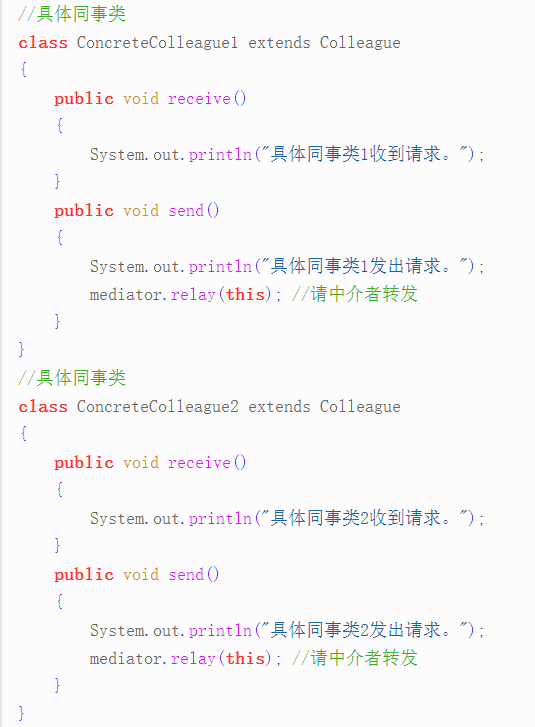 //具体同事类
class ConcreteColleague1 extends Colleague
{
    public void receive()
    {
        System.out.println("具体同事类1收到请求。");
    }
    public void send()
    {
        System.out.println("具体同事类1发出请求。");
        mediator.relay(this); //请中介者转发
    }
}
//具体同事类
class ConcreteColleague2 extends Colleague
{
    public void receive()
    {
        System.out.println("具体同事类2收到请求。");
    }
    public void send()
    {
        System.out.println("具体同事类2发出请求。");
        mediator.relay(this); //请中介者转发
    }
}